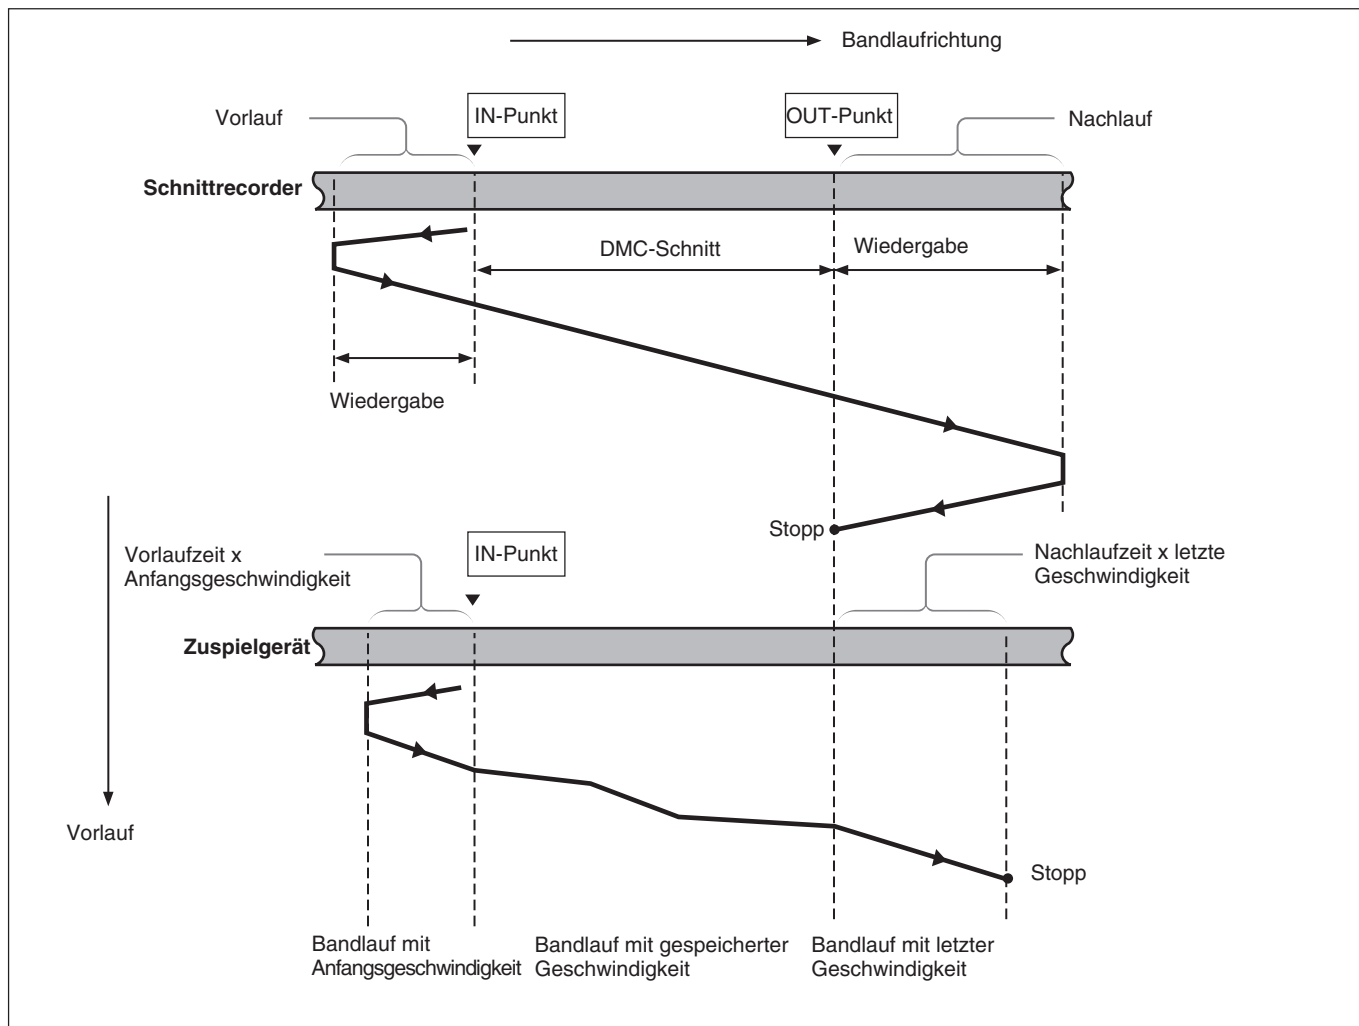 Bandlaufrichtung
Vorlauf
IN-Punkt
OUT-Punkt
Nachlauf
Schnittrecorder
DMC-Schnitt
Wiedergabe
Wiedergabe
Stopp
Vorlaufzeit x
Anfangsgeschwindigkeit
IN-Punkt
Nachlaufzeit x letzte
Geschwindigkeit
Zuspielgerät
Vorlauf
Stopp
Bandlauf mit
Anfangsgeschwindigkeit
Bandlauf mit gespeicherter
Geschwindigkeit
Bandlauf mit letzter
Geschwindigkeit